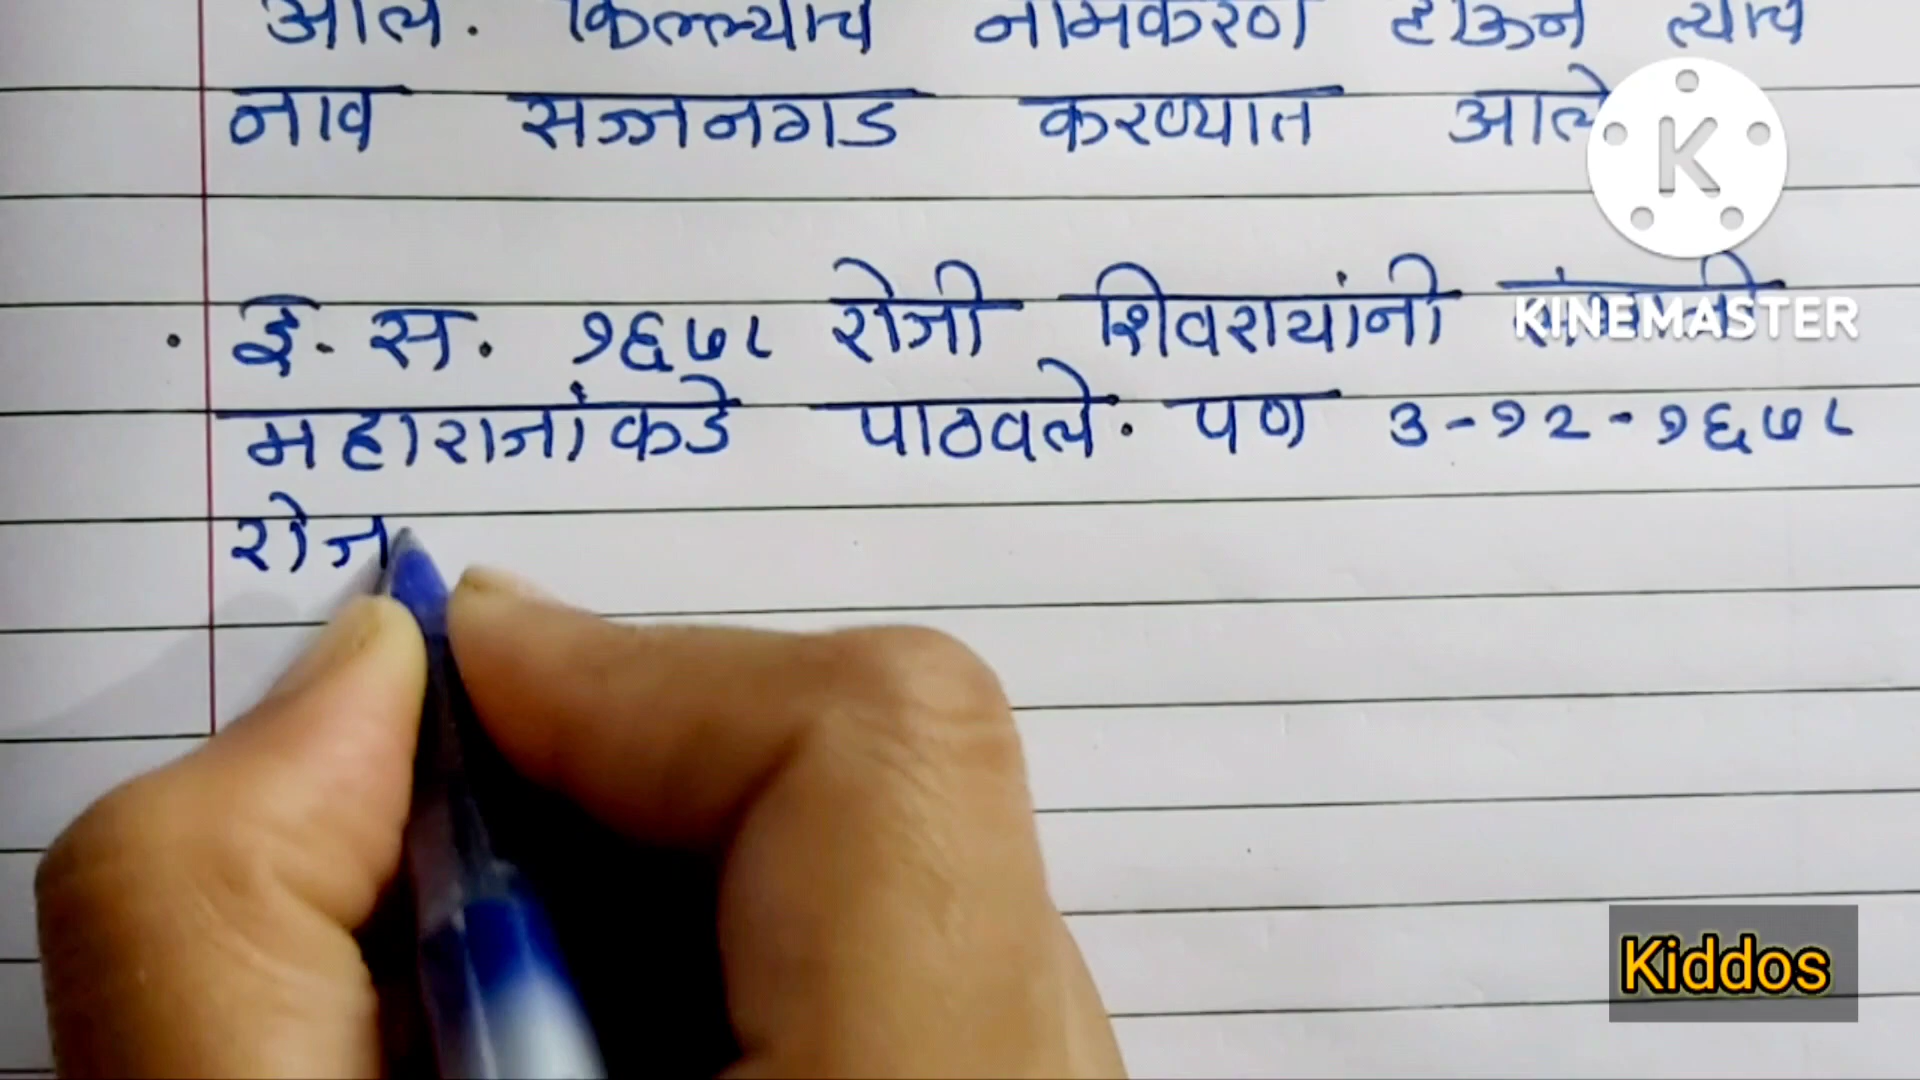 आले. किल्ल्याचे नामकरण होऊन त्याचे
नाव सज्जनगड करण्यात आले
. इ. स. १६७८ रोजी शिवरायांनी
महाराजांकडे पाठवले. पण ३-१२-१६७८
रोज
K
KINEMASTER
Kiddos